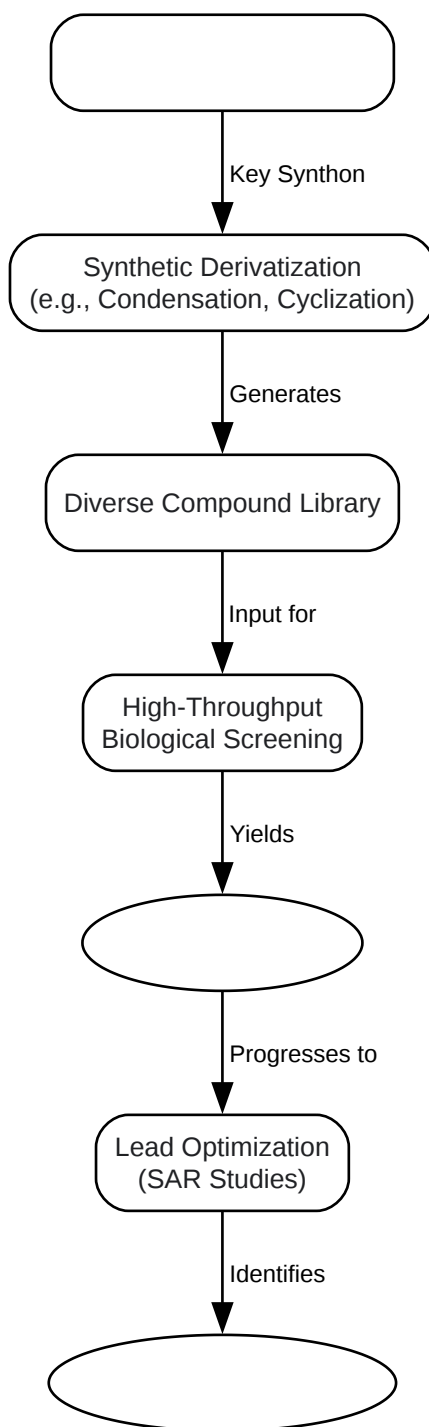 Key Synthon
Synthetic Derivatization
(e.g., Condensation, Cyclization)
Generates
Diverse Compound Library
Input for
High-Throughput
Biological Screening
Yields
Progresses to
Lead Optimization
(SAR Studies)
Identifies